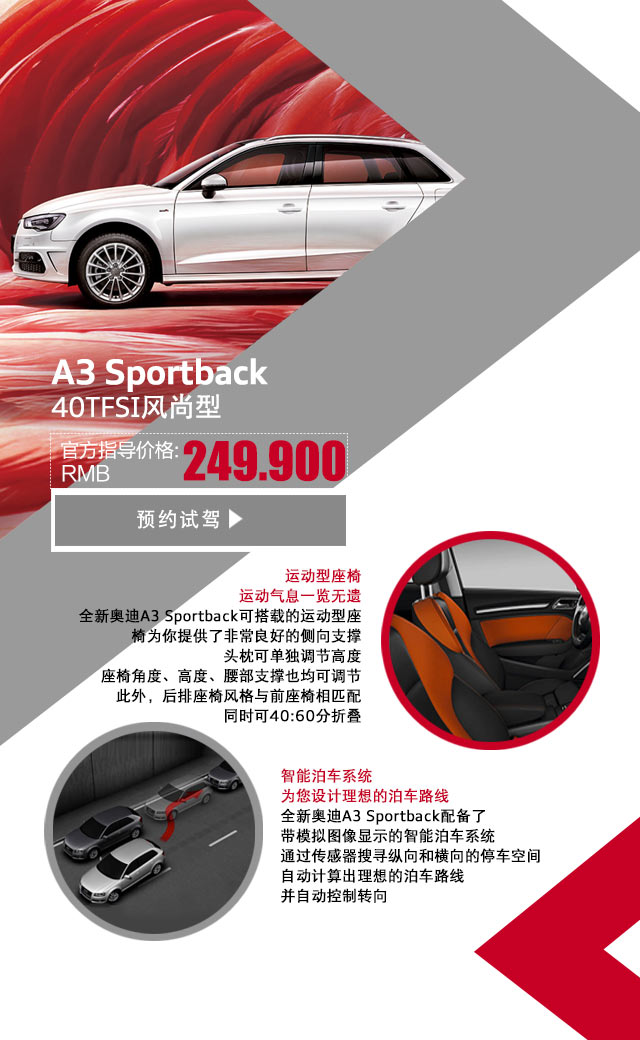 A3 Sportback
40TFSI风尚型
官方指导价格:
RMB
249.900
预约试驾
运动型座椅
运动气息一览无遗
全新奥迪A3 Sportback可搭载的运动型座
椅为你提供了非常良好的侧向支撑
头枕可单独调节高度
座椅角度、高度、腰部支撑也均可调节
此外，后排座椅风格与前座椅相匹配
同时可40:60分折叠
智能泊车系统
为您设计理想的泊车路线
全新奥迪A3 Sportback配备了
带模拟图像显示的智能泊车系统
通过传感器搜寻纵向和横向的停车空间
自动计算出理想的泊车路线
并自动控制转向